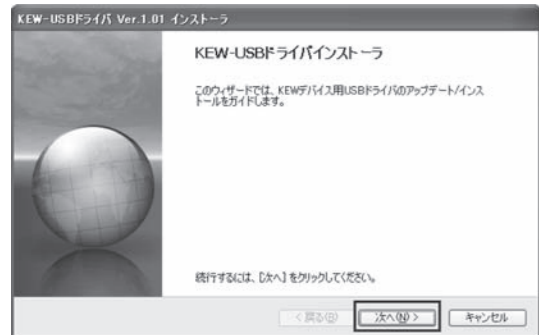 KEW-USBドライバ Ver.1.01 インストーラ
KEW-USBドライバインストーラ
このウィザードでは、KEWデバイス用USBドライバのアップデート/インス
トールをガイドします。
続行するには、[次へ] をクリックしてください。
< 戻る(B)
次へ(N) >
キャンセル